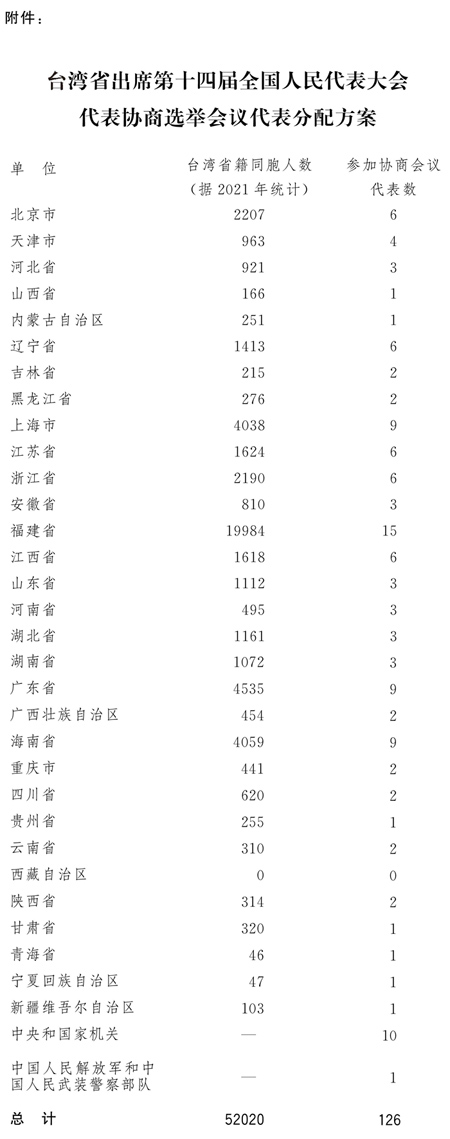 附件：
台湾省出席第十四届全国人民代表大会
代表协商选举会议代表分配方案
单 位 台湾省籍同胞人数 参加协商会议
（据2021年统计） 代表数
北京市 2207 6
天津市 963 4
河北省 921 3
山西省 166 1
内蒙古自治区 251 1
辽宁省 1413 6
吉林省 215 2
黑龙江省 276 2
上海市 4038 9
江苏省 1624 6
浙江省 2190 6
安徽省 810 3
福建省 19984 15
江西省 1618 6
山东省 1112 3
河南省 495 3
湖北省 1161 3
湖南省 1072 3
广东省 4535 9
广西壮族自治区 454 2
海南省 4059 9
重庆市 441 2
四川省 620 2
贵州省 255 1
云南省 310 2
西藏自治区 0 0
陕西省 314 2
甘肃省 320 1
青海省 46 1
宁夏回族自治区 47 1
新疆维吾尔自治区 103 1
中央和国家机关 — 10
中国人民解放军和中
国人民武装警察部队 — 1
总 计 52020 126